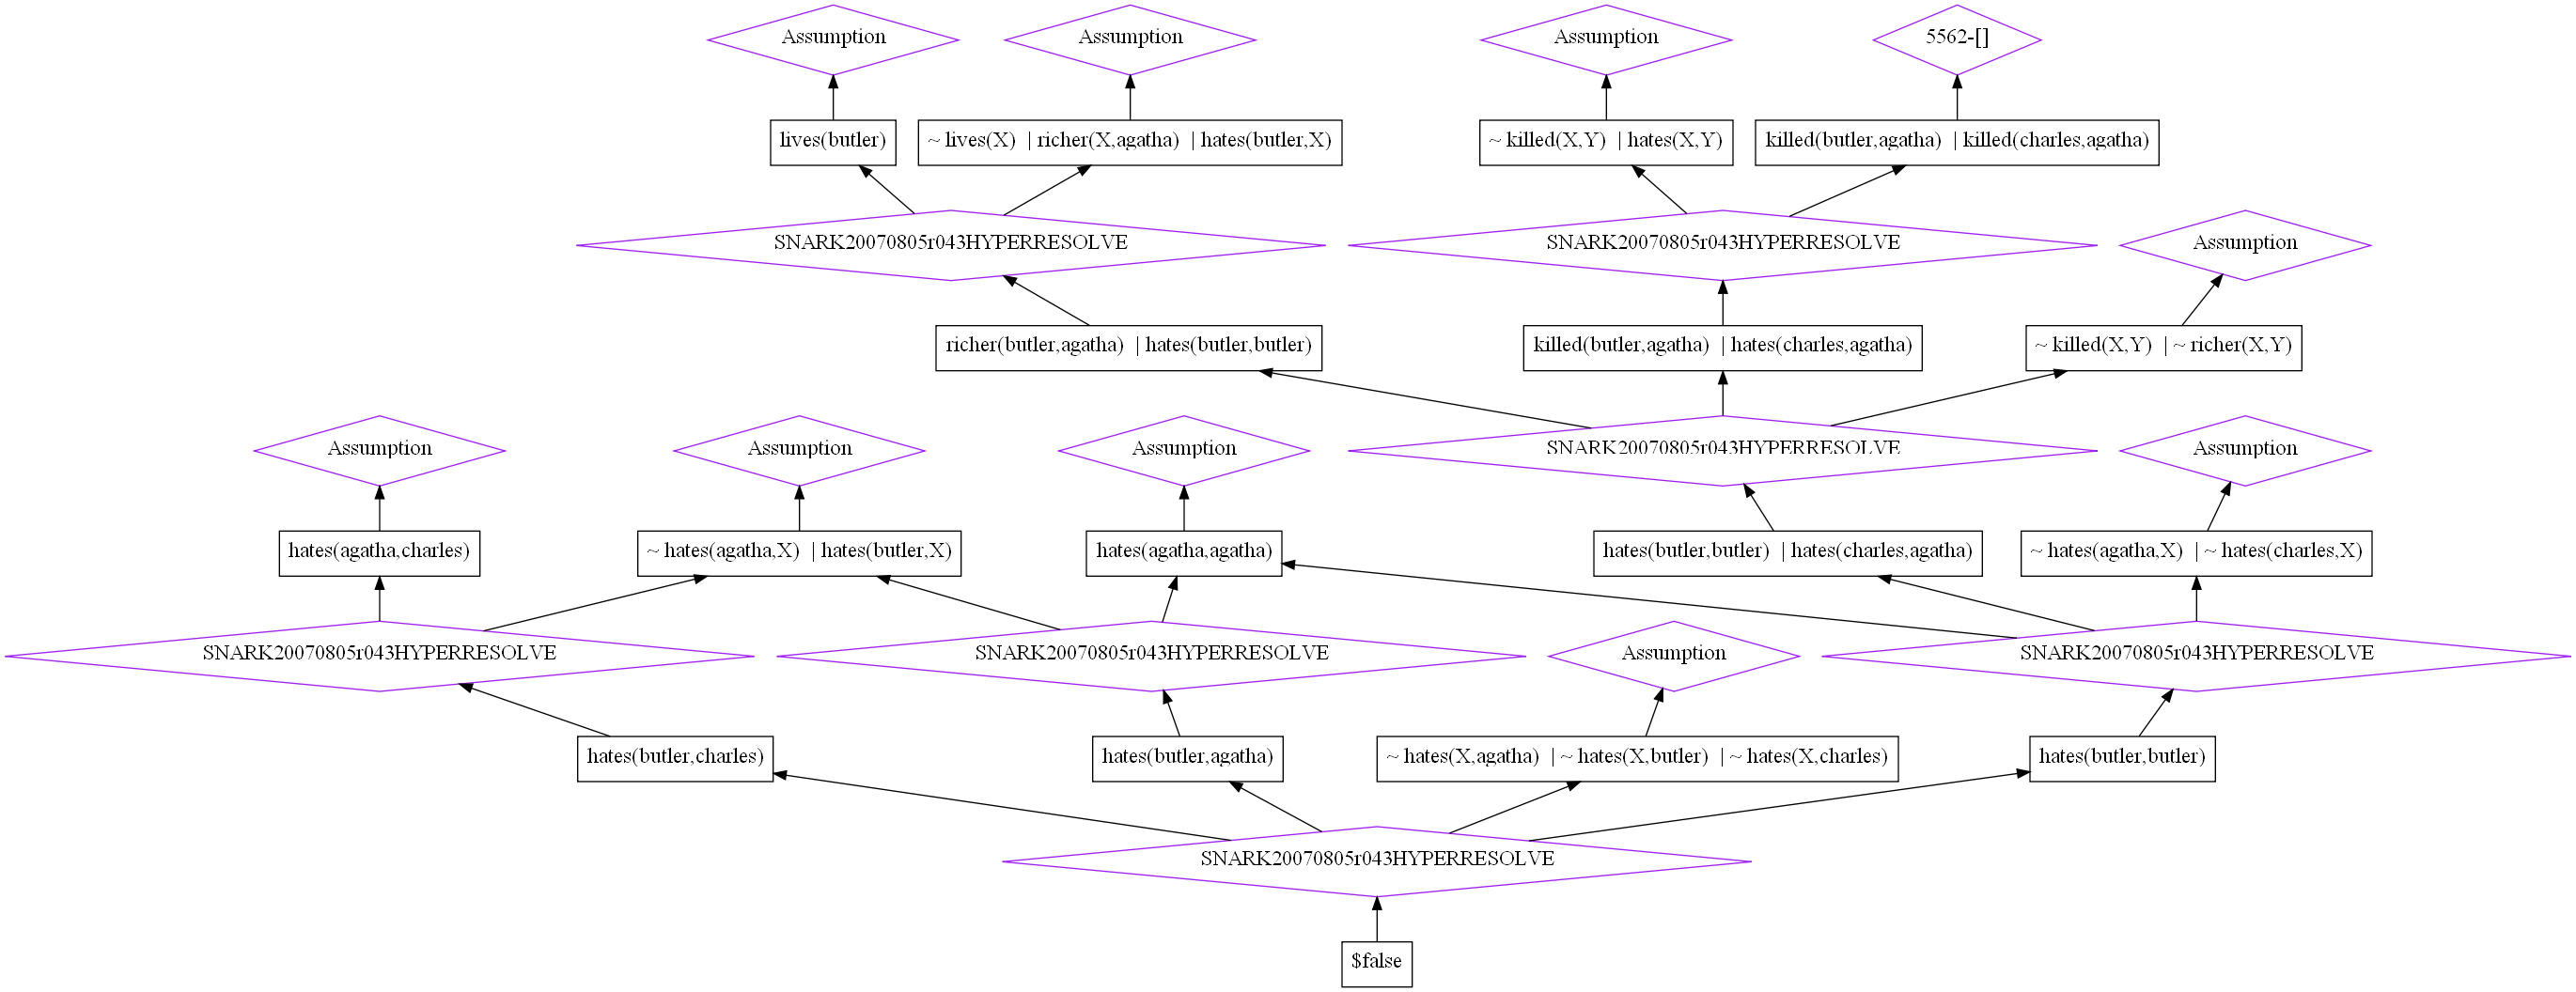 Assumption
Assumption
Assumption
5562-[]
lives(butler)
~ lives(X) | richer(X,agatha) | hates(butler,X)
~ killed(X,Y) | hates(X,Y)
killed(butler,agatha) | killed(charles,agatha)
SNARK20070805r043HYPERRESOLVE
SNARK20070805r043HYPERRESOLVE
Assumption
richer(butler,agatha) | hates(butler,butler)
killed(butler,agatha) | hates(charles,agatha)
~ killed(X,Y) | ~ richer(X,Y)
Assumption
Assumption
Assumption
SNARK20070805r043HYPERRESOLVE
Assumption
hates(agatha,charles)
~ hates(agatha,X) | hates(butler,X)
hates(agatha,agatha)
hates(butler,butler) | hates(charles,agatha)
~ hates(agatha,X) | ~ hates(charles,X)
SNARK20070805r043HYPERRESOLVE
SNARK20070805r043HYPERRESOLVE
Assumption
SNARK20070805r043HYPERRESOLVE
hates(butler,charles)
hates(butler,agatha)
~ hates(X,agatha) | ~ hates(X,butler) | ~ hates(X,charles)
hates(butler,butler)
SNARK20070805r043HYPERRESOLVE
$false